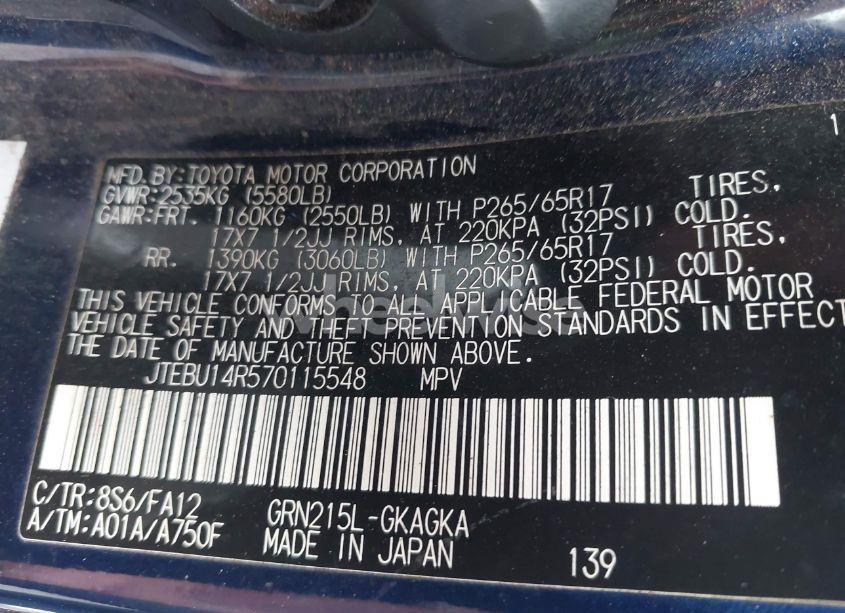 1
MFD.BY:TOYOTA MOTOR CORPORATION
GVWR:2535KG (5580LB)
GAWR:FRT. 1160KG (2550LB) WITH P265/65R17 TIRES,
17X7 1/2JJ RIMS, AT 220KPA (32PSI) COLD.
RR. 1390KG (3060LB) WITH P265/65R17 TIRES,
17X7 1/2JJ RIMS, AT 220KPA (32PSI) COLD.
THIS VEHICLE CONFORMS TO ALL APPLICABLE FEDERAL MOTOR
VEHICLE SAFETY AND THEFT PREVENTION STANDARDS IN EFFECT
THE DATE OF MANUFACTURE SHOWN ABOVE.
JTEBU14R570115548 MPV
C/TR:8S6/FA12 GRN215L-GKAGKA
A/TM:A01A/A750F MADE IN JAPAN 139